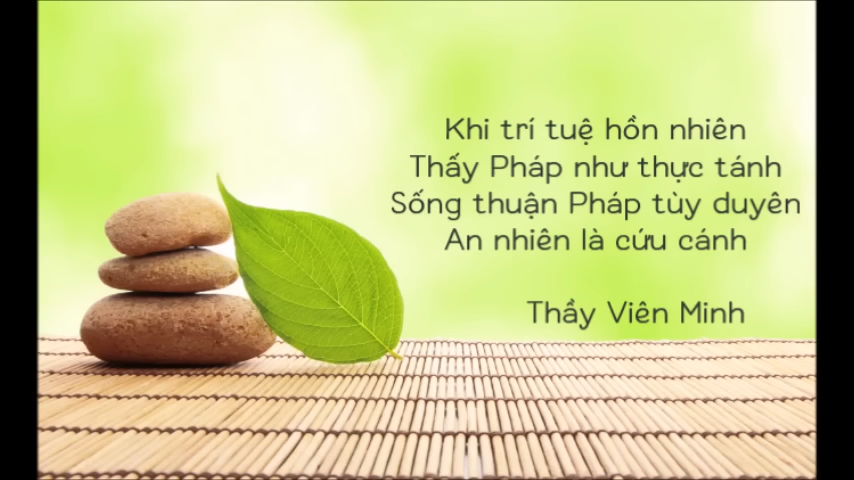 Khi trí tuệ hồn nhiên
Thấy Pháp như thực tánh
Sống thuận Pháp tùy duyên
An nhiên là cứu cánh
Thầy Viên Minh